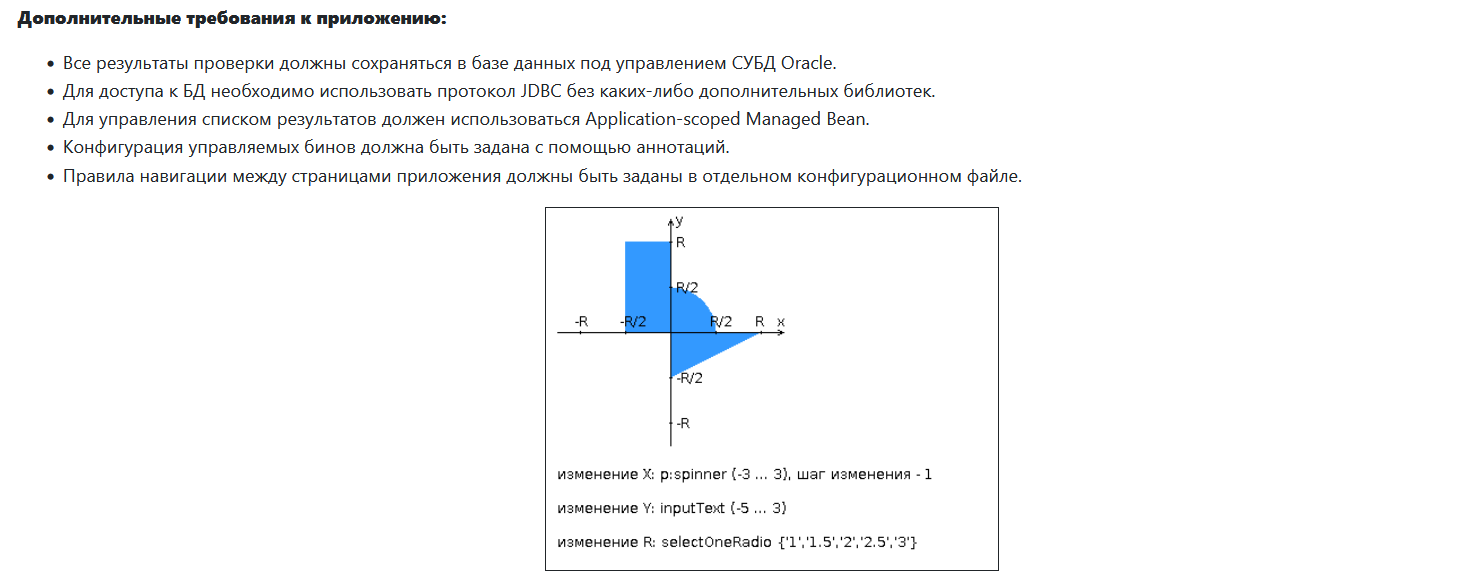 Дополнительные требования к приложению:
Все результаты проверки должны сохраняться в базе данных под управлением СУБД Oracle.
Для доступа к БД необходимо использовать протокол JDBC без каких-либо дополнительных библиотек.
Для управления списком результатов должен использоваться Application-scoped Managed Bean.
Конфигурация управляемых бинов должна быть задана с помощью аннотаций.
Правила навигации между страницами приложения должны быть заданы в отдельном конфигурационном файле.
y
R
R/2
-R -R/2 R/2 R x
-R/2
-R
изменение X: p:spinner (-3 ... 3), шаг изменения - 1
изменение Y: inputText (-5 ... 3)
изменение R: selectOneRadio {'1','1.5','2','2.5','3'}